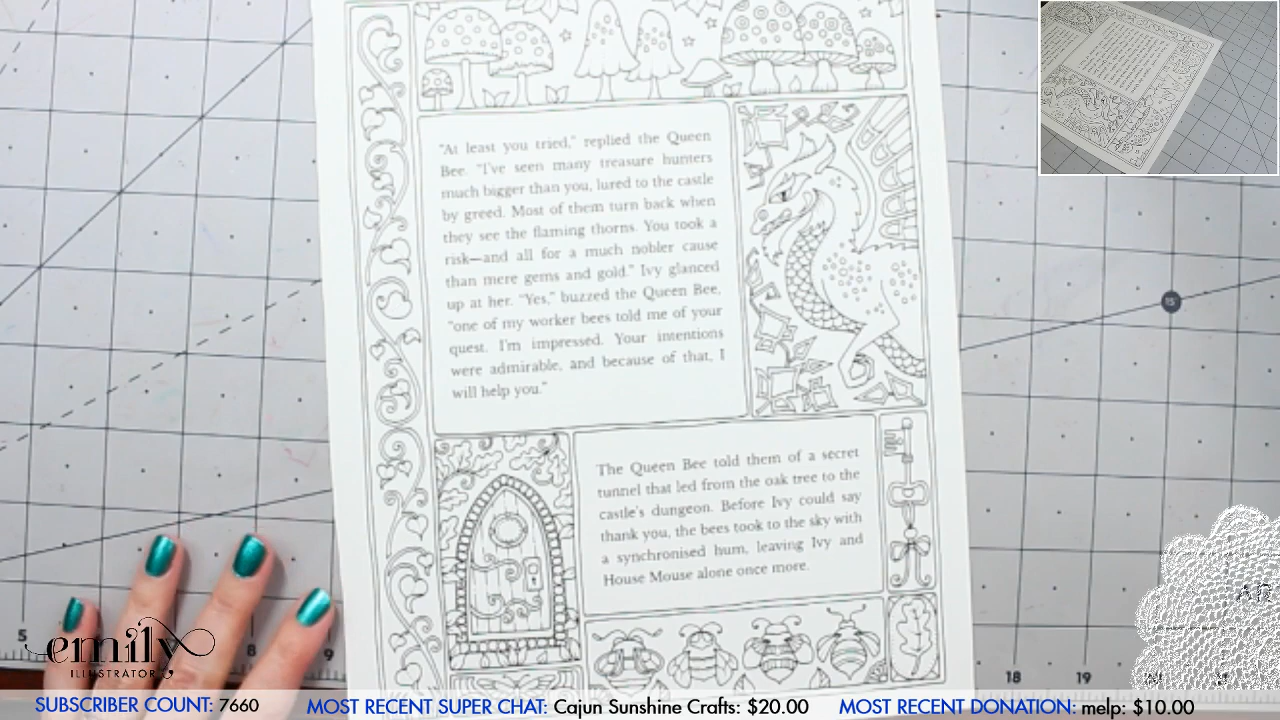 "At least you tried," replied the Queen
Bee. "I've seen many treasure hunters
much bigger than you, lured to the castle
by greed. Most of them turn back when
they see the flaming thorns. You took a
risk—and all for a much nobler cause
than mere gems and gold." Ivy glanced
up at her. "Yes," buzzed the Queen Bee,
"one of my worker bees told me of your
quest. I'm impressed. Your intentions
were admirable, and because of that, I
will help you."
The Queen Bee told them of a secret
tunnel that led from the oak tree to the
castle's dungeon. Before Ivy could say
thank you, the bees took to the sky with
a synchronised hum, leaving Ivy and
House Mouse alone once more.
15"
5
8
9
18
19
emily
ILLUSTRATOR
SUBSCRIBER COUNT: 7660
MOST RECENT SUPER CHAT: Cajun Sunshine Crafts: $20.00
MOST RECENT DONATION: melp: $10.00